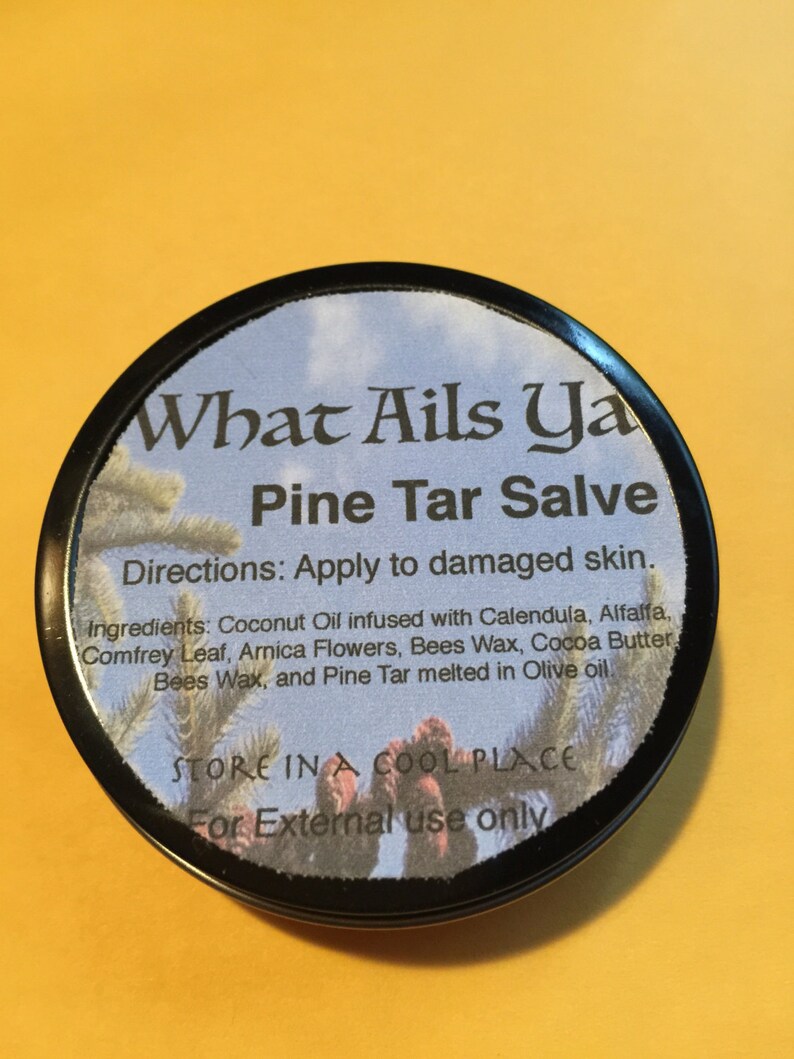 What Ails Ya
Pine Tar Salve
Directions: Apply to damaged skin.
Ingredients: Coconut Oil infused with Calendula, Alfalfa,
Comfrey Leaf, Arnica Flowers, Bees Wax, Cocoa Butter,
Bees Wax, and Pine Tar melted in Olive oil.
STORE IN A COOL PLACE
For External use only